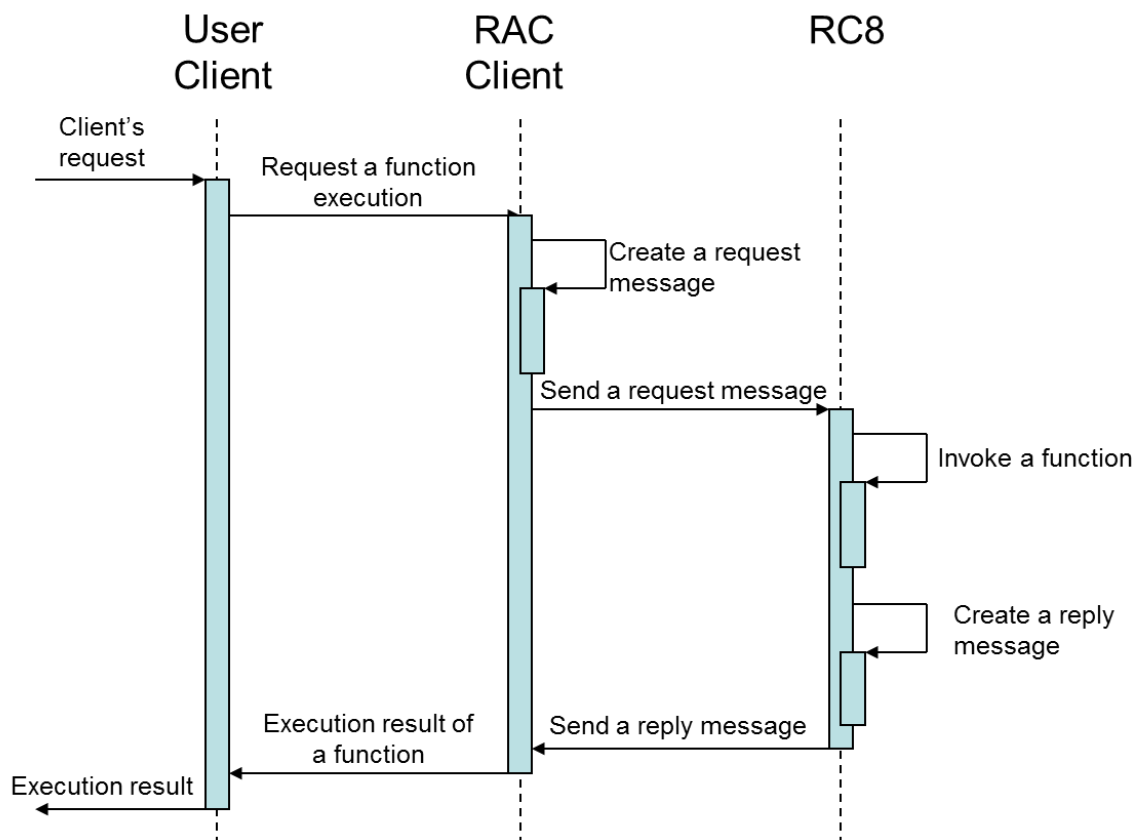 User
Client
RAC
Client
RC8
Client's
request
Request a function
execution
Create a request
message
Send a request message
Invoke a function
Create a reply
message
Send a reply message
Execution result of
a function
Execution result